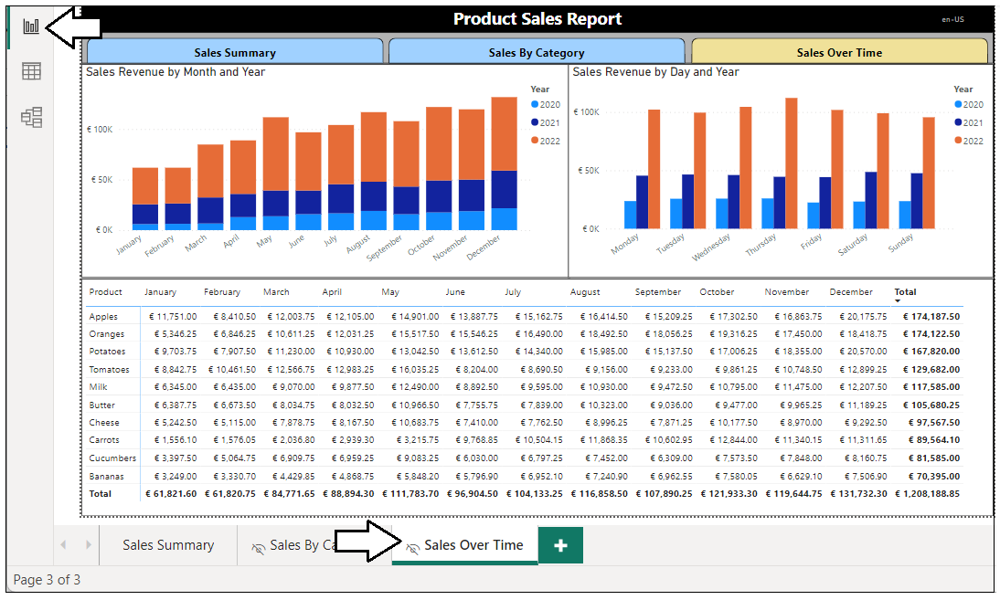 Product Sales Report
en-US
Sales Summary
Sales By Category
Sales Over Time
Sales Revenue by Month and Year
€ 100K
€ 50K
€ 0K
January
February
March
April
May
June
July
August
September
October
November
December
Year
2020
2021
2022
Sales Revenue by Day and Year
€ 100K
€ 50K
€ 0K
Monday
Tuesday
Wednesday
Thursday
Friday
Saturday
Sunday
Year
2020
2021
2022
Product January February March April May June July August September October November December Total
Apples € 11,751.00 € 8,410.50 € 12,003.75 € 12,105.00 € 14,901.00 € 13,887.75 € 15,162.75 € 16,414.50 € 15,209.25 € 17,302.50 € 16,863.75 € 20,175.75 € 174,187.50
Oranges € 5,346.25 € 6,846.25 € 10,611.25 € 12,031.25 € 15,517.50 € 15,546.25 € 16,490.00 € 18,492.50 € 18,056.25 € 19,316.25 € 17,450.00 € 18,418.75 € 174,122.50
Potatoes € 9,703.75 € 7,907.50 € 11,230.00 € 10,930.00 € 13,042.50 € 13,612.50 € 14,340.00 € 15,985.00 € 15,137.50 € 17,006.25 € 18,355.00 € 20,570.00 € 167,820.00
Tomatoes € 8,842.75 € 10,461.50 € 12,566.75 € 12,983.25 € 16,035.25 € 8,204.00 € 8,690.50 € 9,156.00 € 9,233.00 € 9,861.25 € 10,748.50 € 12,899.25 € 129,682.00
Milk € 6,345.00 € 6,435.00 € 9,070.00 € 9,877.50 € 12,490.00 € 8,892.50 € 9,595.00 € 10,930.00 € 9,472.50 € 10,795.00 € 11,475.00 € 12,207.50 € 117,585.00
Butter € 6,387.75 € 6,673.50 € 8,034.75 € 8,032.50 € 10,966.50 € 7,755.75 € 7,839.00 € 10,323.00 € 9,036.00 € 9,477.00 € 9,965.25 € 11,189.25 € 105,680.25
Cheese € 5,242.50 € 5,115.00 € 7,878.75 € 8,167.50 € 10,683.75 € 7,410.00 € 7,762.50 € 8,996.25 € 7,871.25 € 10,177.50 € 8,970.00 € 9,292.50 € 97,567.50
Carrots € 1,556.10 € 1,576.05 € 2,036.80 € 2,939.30 € 3,215.75 € 9,768.85 € 10,504.15 € 11,868.35 € 10,602.95 € 12,844.00 € 11,340.15 € 11,311.65 € 89,564.10
Cucumbers € 3,397.50 € 5,064.75 € 6,909.75 € 6,959.25 € 9,083.25 € 6,030.00 € 6,797.25 € 7,452.00 € 6,309.00 € 7,573.50 € 7,848.00 € 8,160.75 € 81,585.00
Bananas € 3,249.00 € 3,330.70 € 4,429.85 € 4,868.75 € 5,848.20 € 5,796.90 € 6,952.10 € 7,240.90 € 6,962.55 € 7,580.05 € 6,629.10 € 7,506.90 € 70,395.00
Total € 61,821.60 € 61,820.75 € 84,771.65 € 88,894.30 € 111,783.70 € 96,904.50 € 104,133.25 € 116,858.50 € 107,890.25 € 121,933.30 € 119,644.75 € 131,732.30 € 1,208,188.85
Sales Summary
Sales By Ca
Sales Over Time
Page 3 of 3